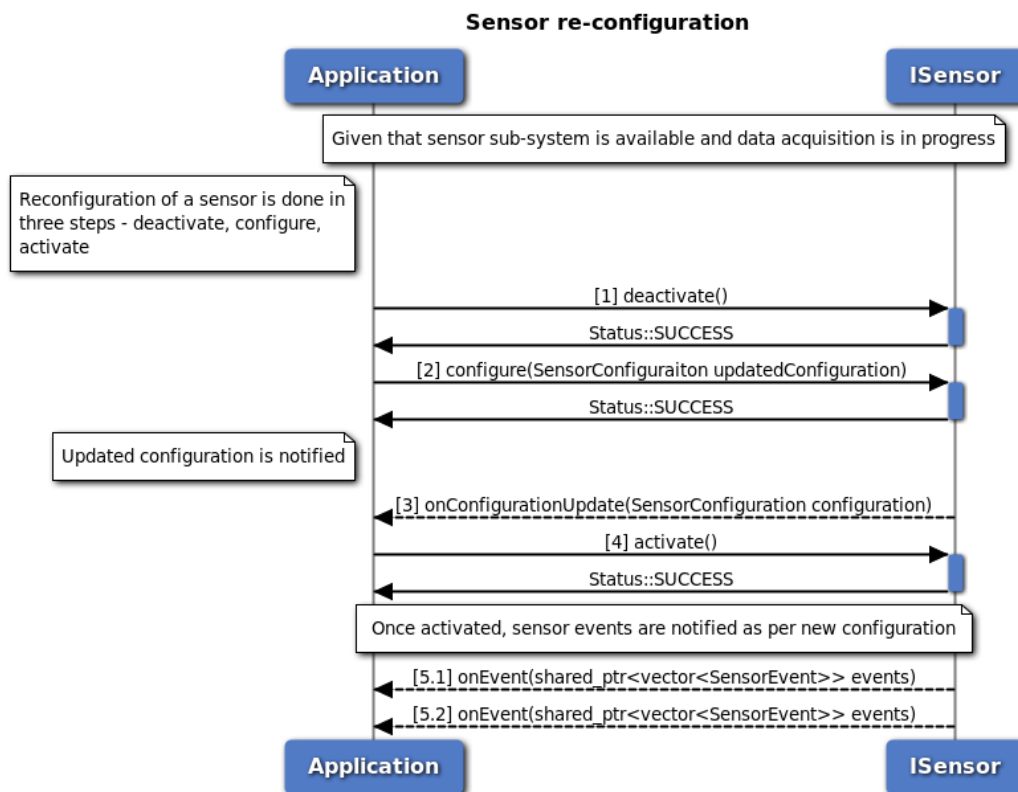 Sensor re-configuration
Application
ISensor
Given that sensor sub-system is available and data acquisition is in progress
Reconfiguration of a sensor is done in
three steps - deactivate, configure,
activate
[1] deactivate()
Status::SUCCESS
[2] configure(SensorConfiguraiton updatedConfiguration)
Status::SUCCESS
Updated configuration is notified
[3] onConfigurationUpdate(SensorConfiguration configuration)
[4] activate()
Status::SUCCESS
Once activated, sensor events are notified as per new configuration
[5.1] onEvent(shared_ptr<vector<SensorEvent>> events)
[5.2] onEvent(shared_ptr<vector<SensorEvent>> events)
Application
ISensor